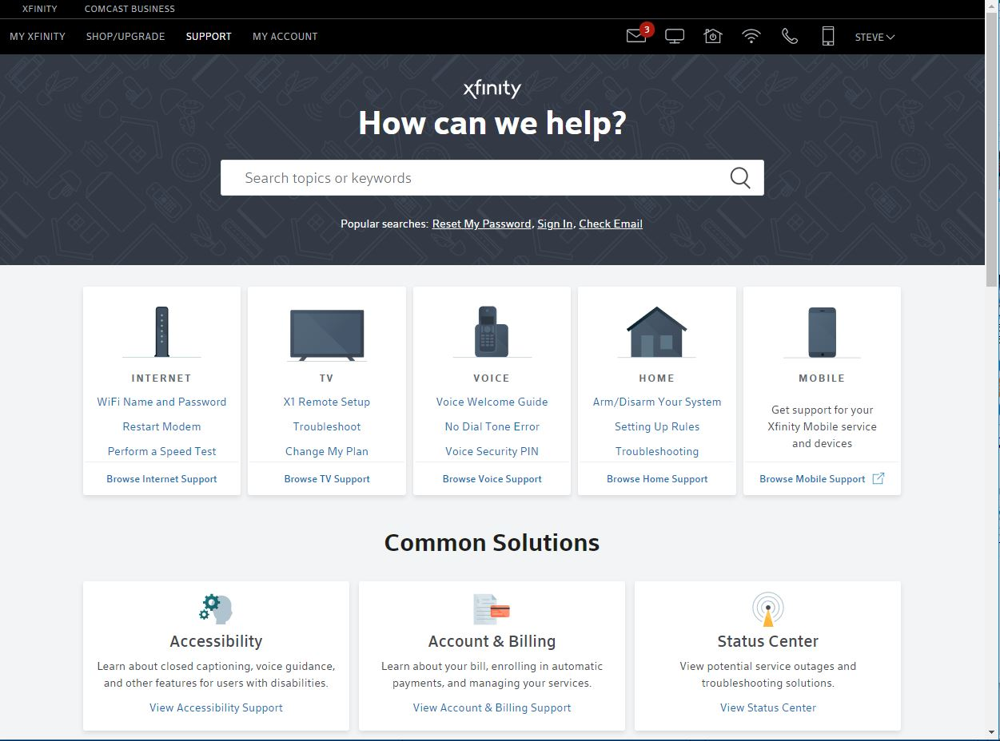 XFINITY COMCAST BUSINESS
MY XFINITY SHOP/UPGRADE SUPPORT MY ACCOUNT 3 STEVE
xfinity
How can we help?
Search topics or keywords
Popular searches: Reset My Password, Sign In, Check Email
INTERNET
WiFi Name and Password
Restart Modem
Perform a Speed Test
Browse Internet Support
TV
X1 Remote Setup
Troubleshoot
Change My Plan
Browse TV Support
VOICE
Voice Welcome Guide
No Dial Tone Error
Voice Security PIN
Browse Voice Support
HOME
Arm/Disarm Your System
Setting Up Rules
Troubleshooting
Browse Home Support
MOBILE
Get support for your
Xfinity Mobile service
and devices
Browse Mobile Support
Common Solutions
Accessibility
Learn about closed captioning, voice guidance,
and other features for users with disabilities.
View Accessibility Support
Account & Billing
Learn about your bill, enrolling in automatic
payments, and managing your services.
View Account & Billing Support
Status Center
View potential service outages and
troubleshooting solutions.
View Status Center